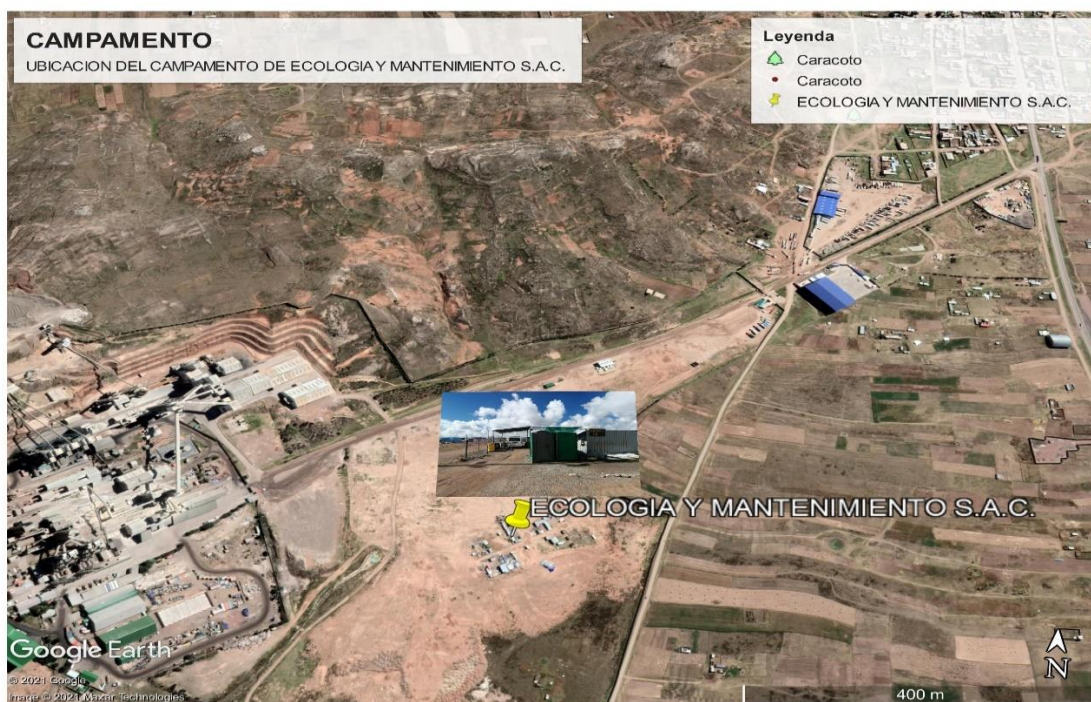 CAMPAMENTO
UBICACION DEL CAMPAMENTO DE ECOLOGIA Y MANTENIMIENTO S.A.C.
Leyenda
Caracoto
Caracoto
ECOLOGIA Y MANTENIMIENTO S.A.C.
ECOLOGIA Y MANTENIMIENTO S.A.C.
Google Earth
© 2021 Google
Image © 2021 Maxar Technologies
400 m
N